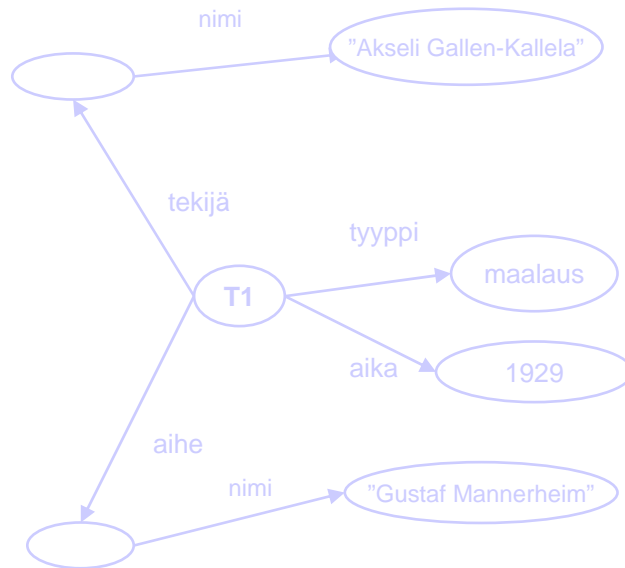 nimi
”Akseli Gallen-Kallela”
tekijä
tyyppi
maalaus
T1
aika
1929
aihe
nimi
”Gustaf Mannerheim”